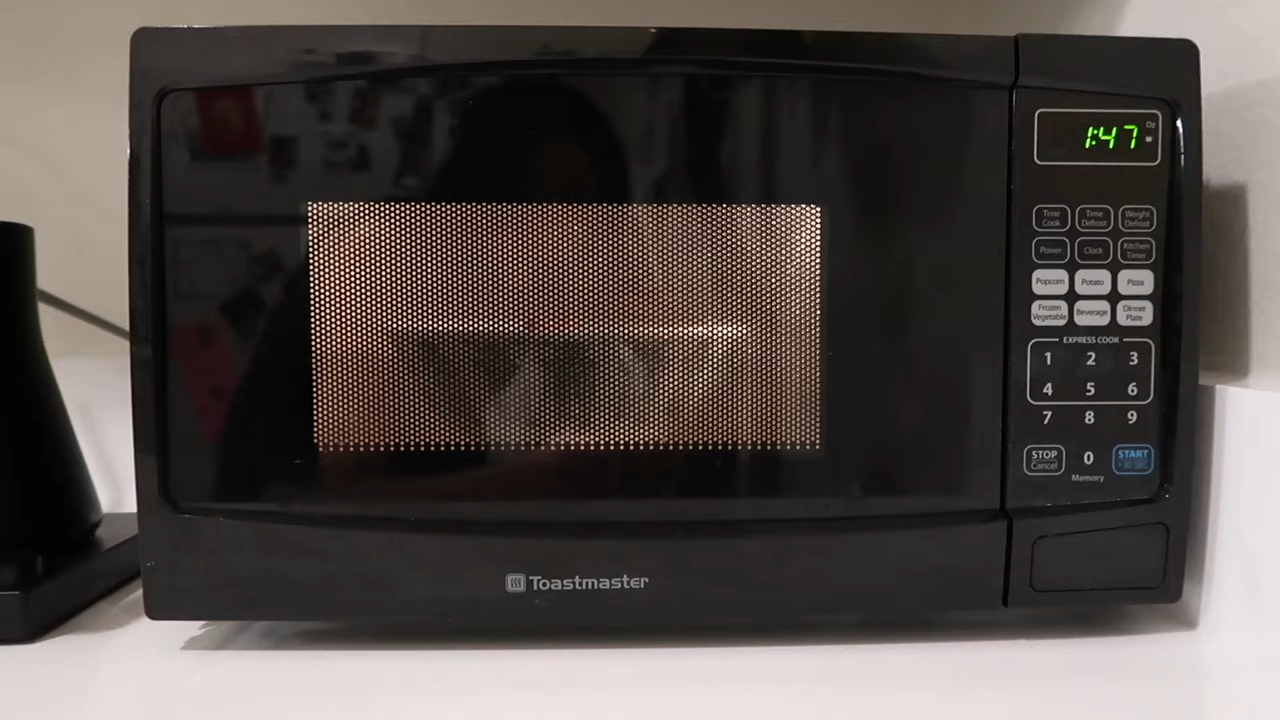 1:47
Time Cook
Time Defrost
Weight Defrost
Power
Clock
Kitchen Timer
Popcorn
Potato
Pizza
Frozen Vegetable
Beverage
Dinner Plate
EXPRESS COOK
1 2 3
4 5 6
7 8 9
STOP Cancel
0 Memory
START +30 SEC
Toastmaster